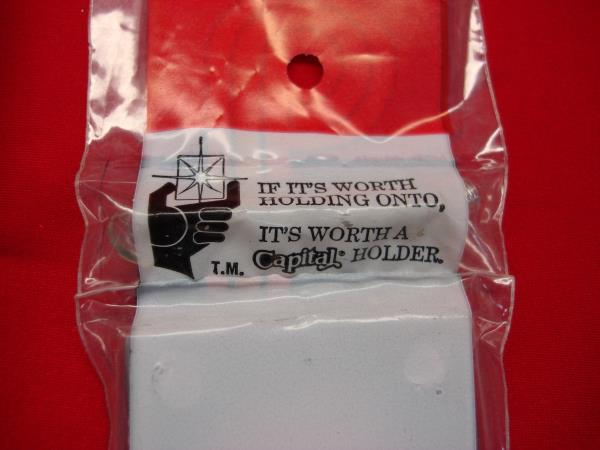 IF IT'S WORTH
HOLDING ONTO,
IT'S WORTH A
Capital® HOLDER.
T.M.